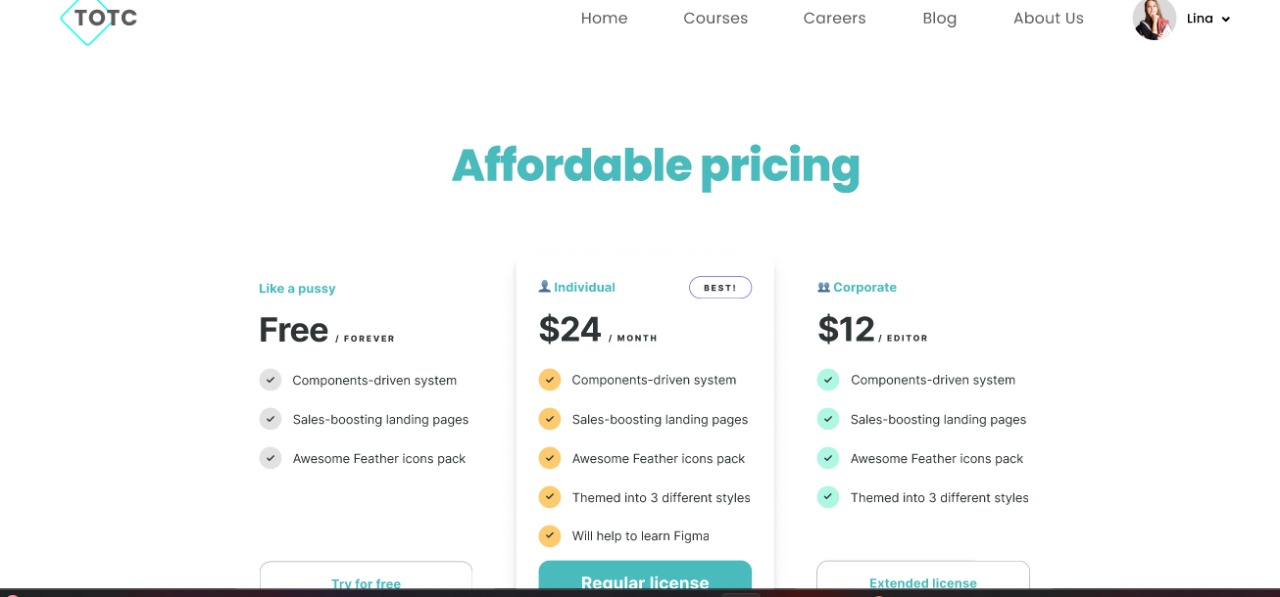 TOTC
Home Courses Careers Blog About Us Lina
Affordable pricing
Like a pussy
Free / FOREVER
Components-driven system
Sales-boosting landing pages
Awesome Feather icons pack
Try for free
Individual BEST!
$24 / MONTH
Components-driven system
Sales-boosting landing pages
Awesome Feather icons pack
Themed into 3 different styles
Will help to learn Figma
Regular license
Corporate
$12 / EDITOR
Components-driven system
Sales-boosting landing pages
Awesome Feather icons pack
Themed into 3 different styles
Extended license